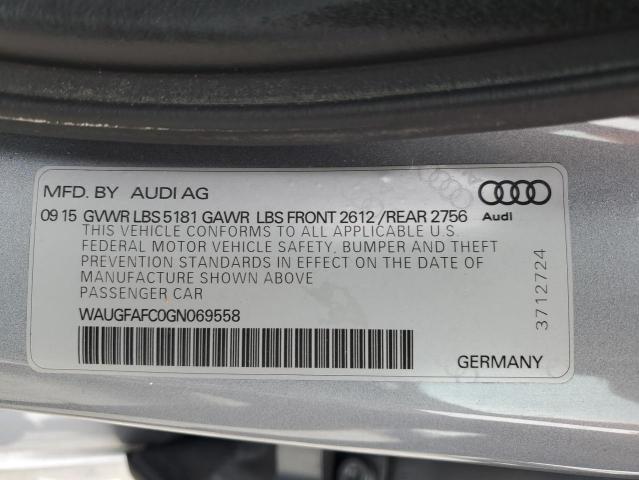 MFD. BY AUDI AG
09 15 GVWR LBS 5181 GAWR LBS FRONT 2612 /REAR 2756
Audi
THIS VEHICLE CONFORMS TO ALL APPLICABLE U.S.
FEDERAL MOTOR VEHICLE SAFETY, BUMPER AND THEFT
PREVENTION STANDARDS IN EFFECT ON THE DATE OF
MANUFACTURE SHOWN ABOVE
PASSENGER CAR
WAUGFAFC0GN069558
GERMANY
3712724